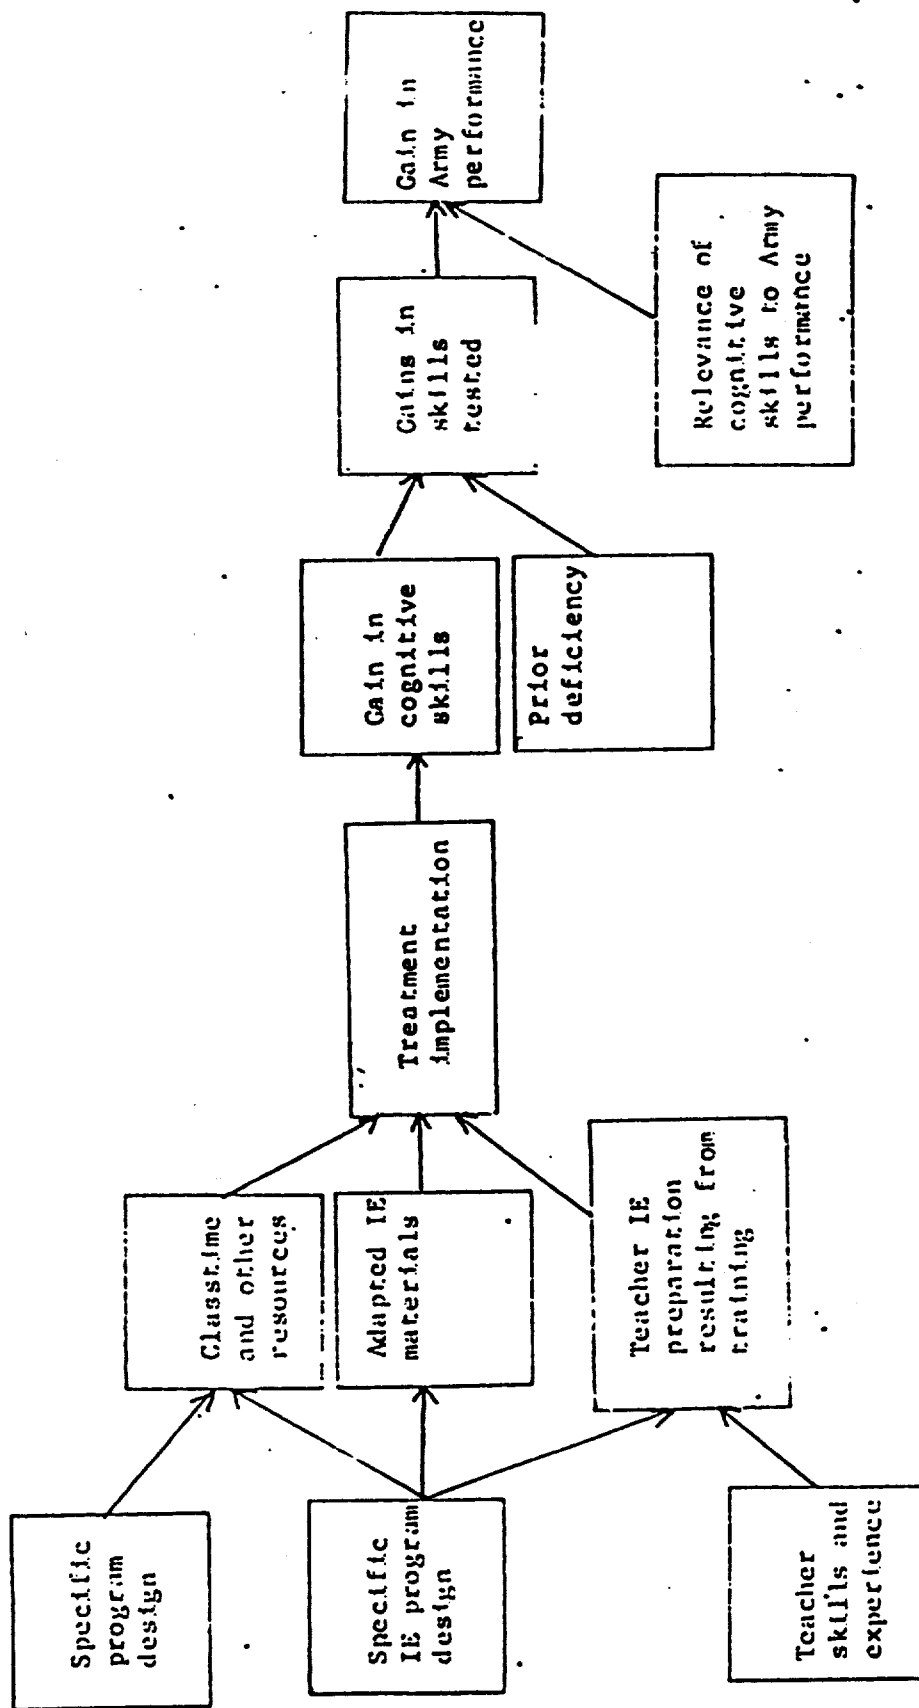 Specific
program
design
Specific
IE program
design
Teacher
skills and
experience
Classtime
and other
resources
Adapted IE
materials
Teacher IE
preparation
resulting from
training
Treatment
implementation
Gain in
cognitive
skills
Prior
deficiency
Gains in
skills
tested
Relevance of
cognitive
skills to Army
performance
Gain in
Army
performance